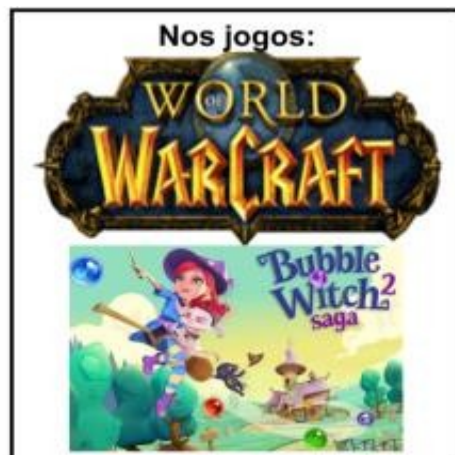 Nos jogos:
WORLD
OF
WARCRAFT
Bubble
Witch 2
saga